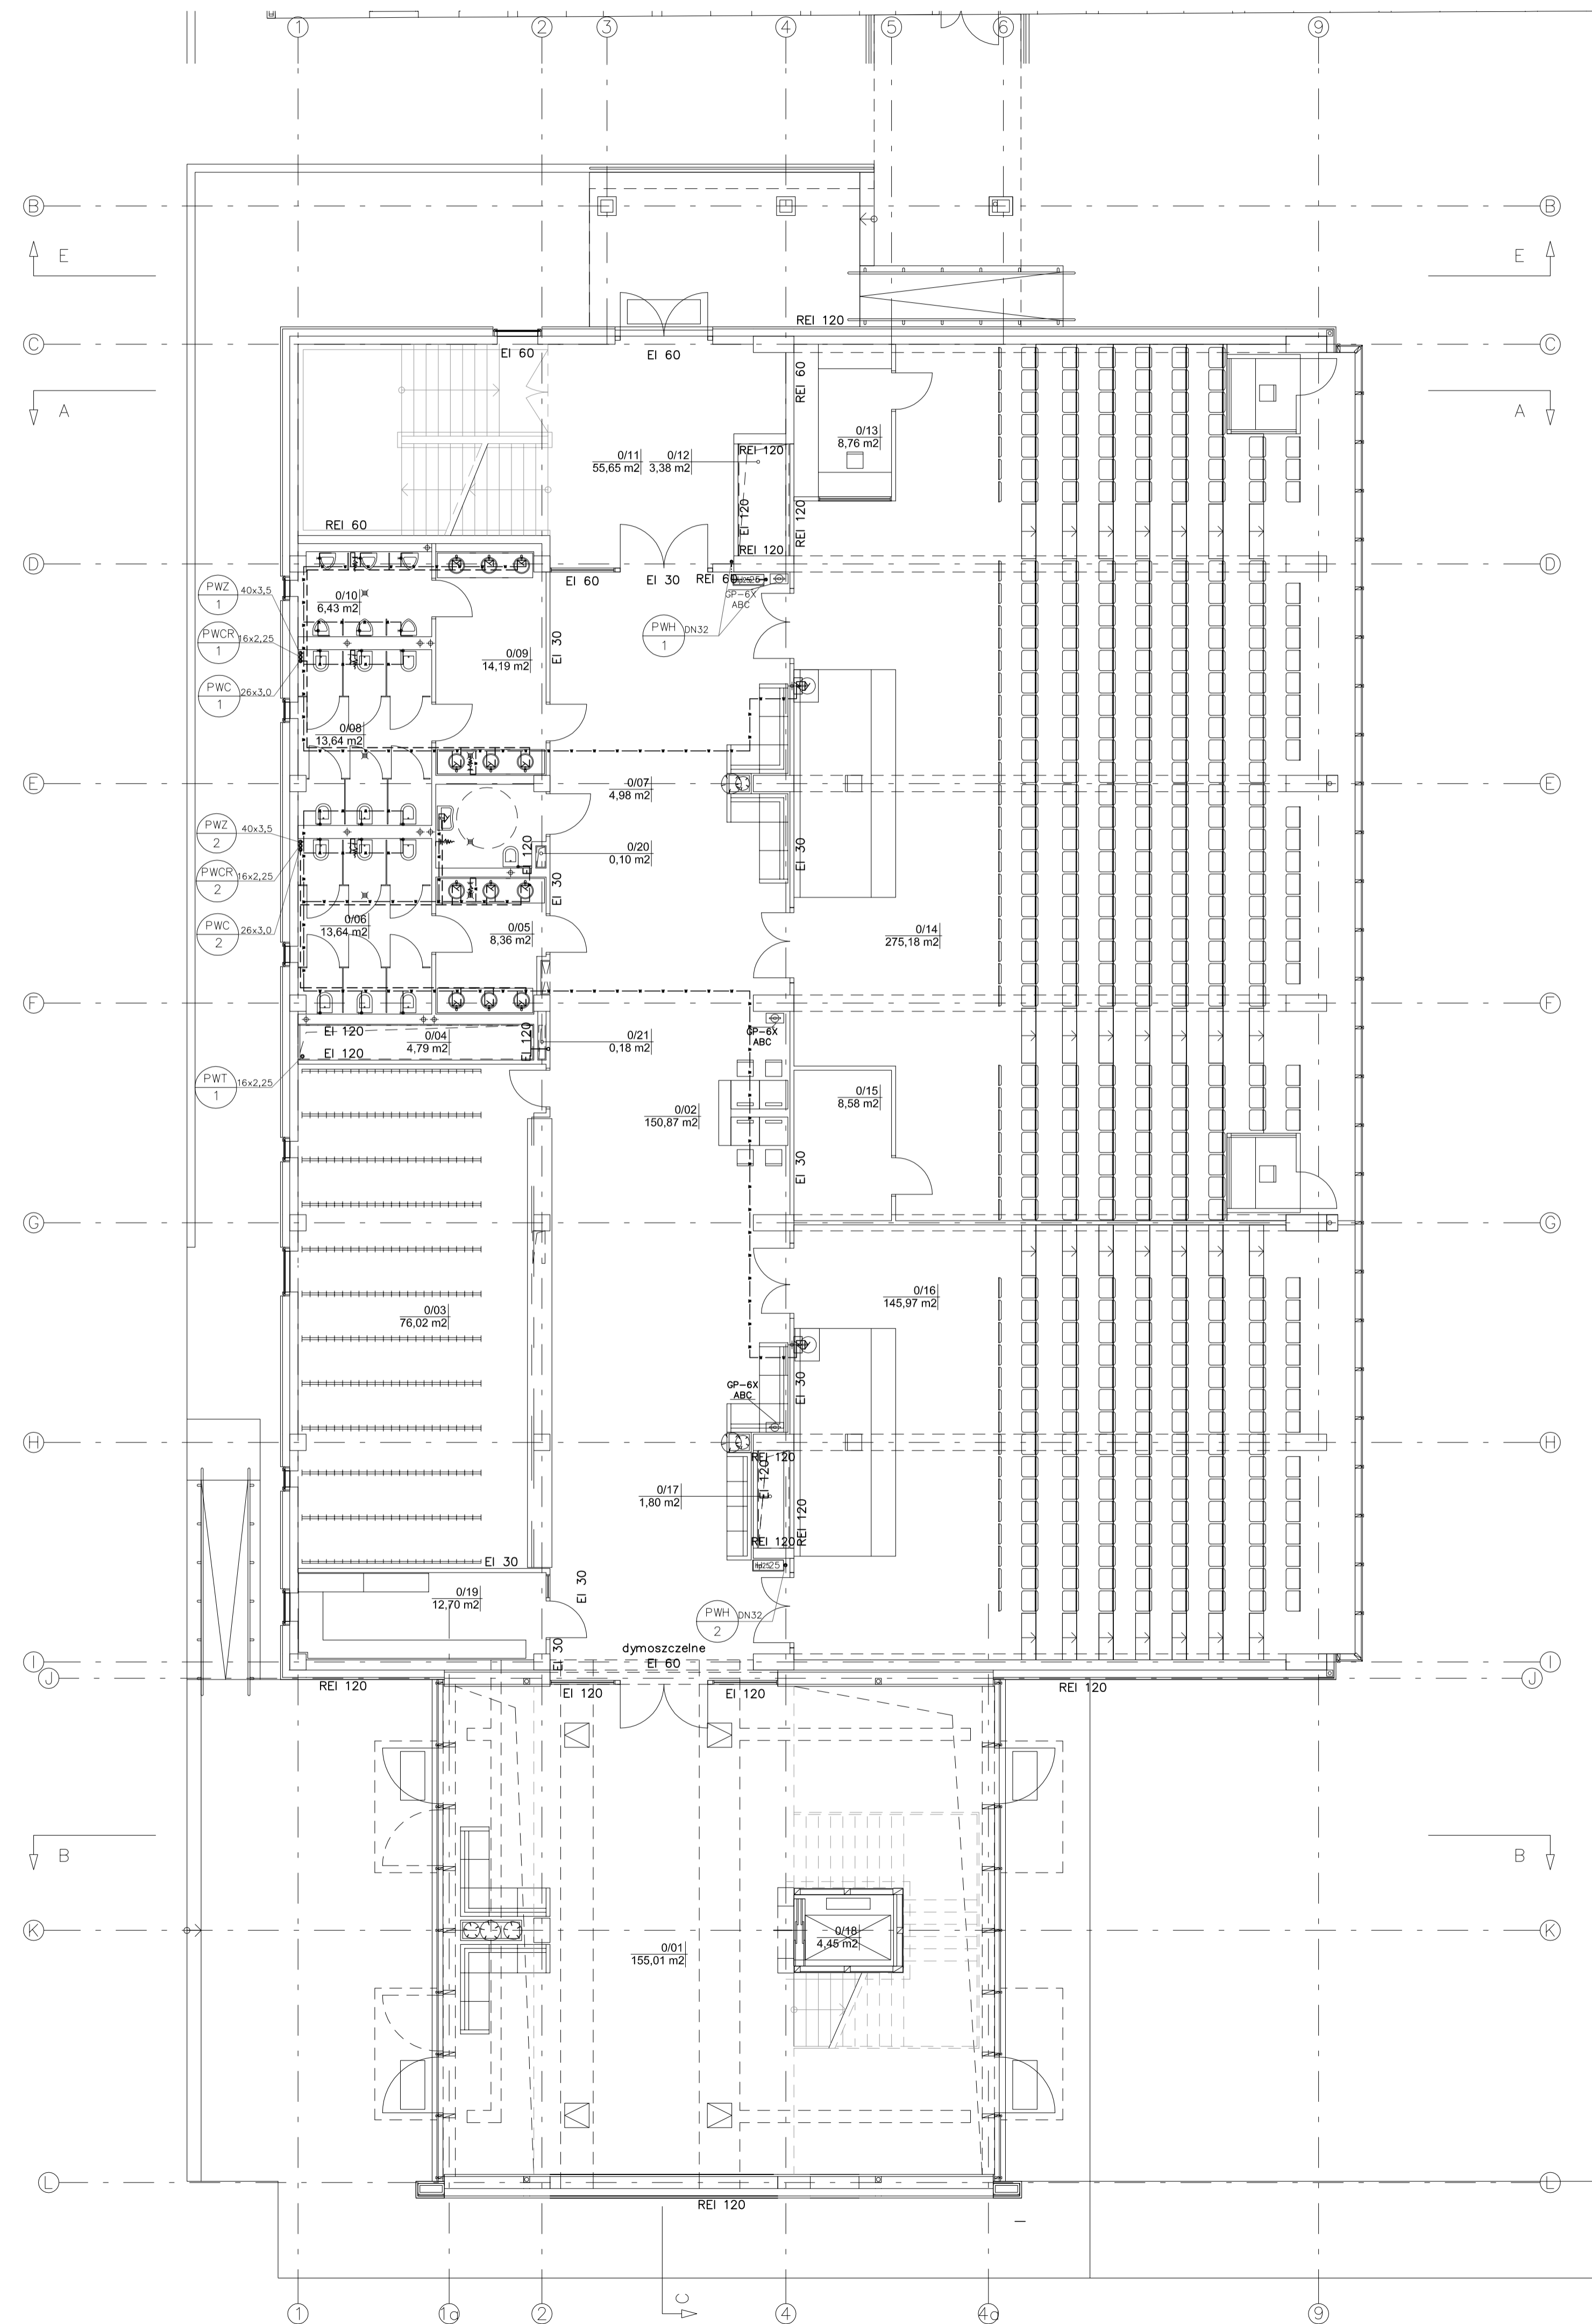 1
2
3
4
5
6
9
B
B
E
E
REI 120
C
C
EI 60
EI 60
REI 60
A
A
0/13
8,76 m2
0/11
55,65 m2
0/12
3,38 m2
REI 120
EI 120
REI 120
REI 120
REI 60
D
D
EI 60
EI 30
REI 60
GP-6X
ABC
PWZ
1
40x3,5
0/10
6,43 m2
PWCR
1
16x2,25
PWH
1
DN32
0/09
14,19 m2
EI 30
PWC
1
26x3,0
0/08
13,64 m2
E
E
0/07
4,98 m2
PWZ
2
40x3,5
0/20
0,10 m2
EI 120
EI 30
EI 30
PWCR
2
16x2,25
PWC
2
26x3,0
0/06
13,64 m2
0/05
8,36 m2
0/14
275,18 m2
F
F
EI 120
0/04
4,79 m2
EI 120
EI 120
0/21
0,18 m2
GP-6X
ABC
PWT
1
16x2,25
0/02
150,87 m2
0/15
8,58 m2
EI 30
G
G
0/03
76,02 m2
0/16
145,97 m2
GP-6X
ABC
EI 30
H
H
REI 120
EI 120
0/17
1,80 m2
REI 120
REI 120
EI 30
0/19
12,70 m2
EI 30
PWH
2
DN32
EI 30
dymoszczelne
EI 60
I
I
J
J
REI 120
EI 120
EI 120
REI 120
B
B
K
K
0/01
155,01 m2
0/18
4,45 m2
L
L
REI 120
C
1
1a
2
4
4a
9